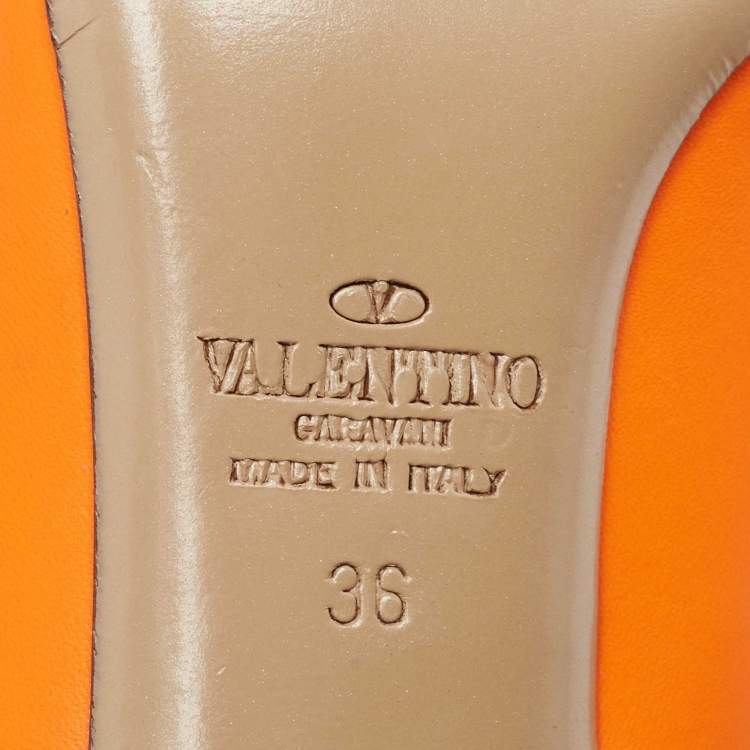 V
VALENTINO
GARAVANI
MADE IN ITALY
36